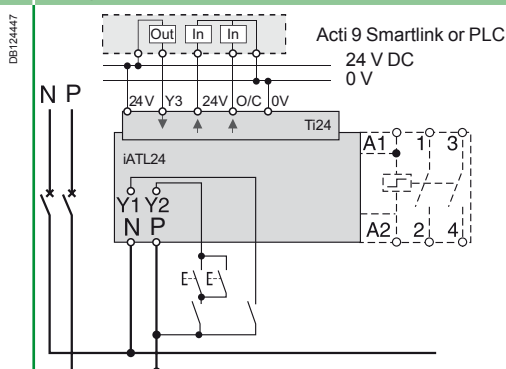 DB124447
Out In In
Acti 9 Smartlink or PLC
24 V DC
0 V
N P
24 V Y3 24V O/C 0V
Ti24
iATL24
A1 1 3
Y1 Y2
N P
A2 2 4
E E